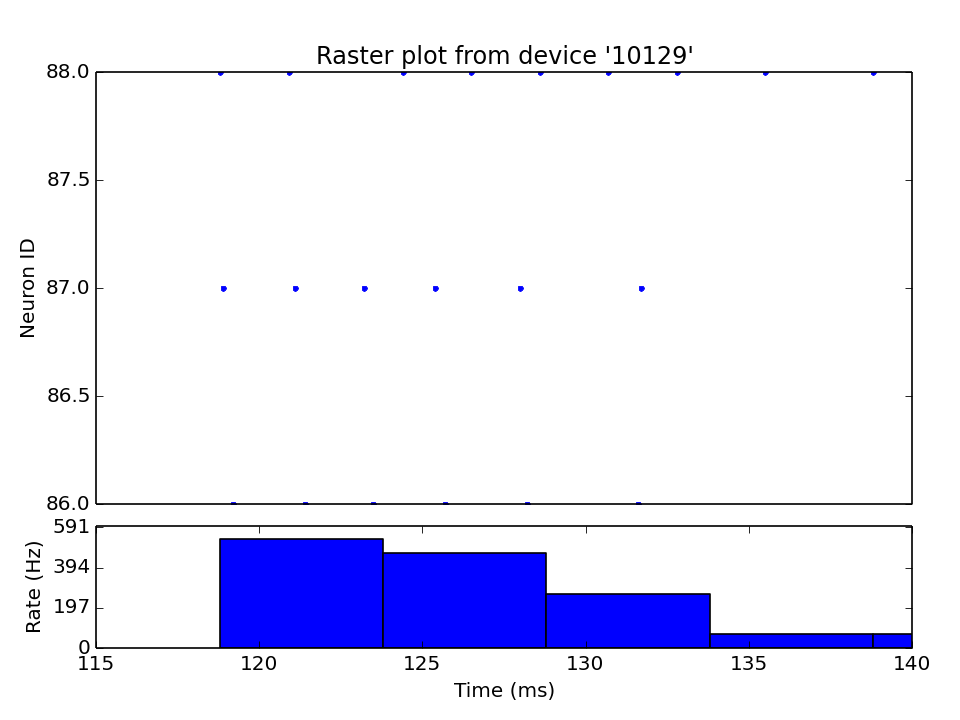 Raster plot from device '10129'
88.0
87.5
87.0
86.5
86.0
Neuron ID
591
394
197
0
Rate (Hz)
115 120 125 130 135 140
Time (ms)